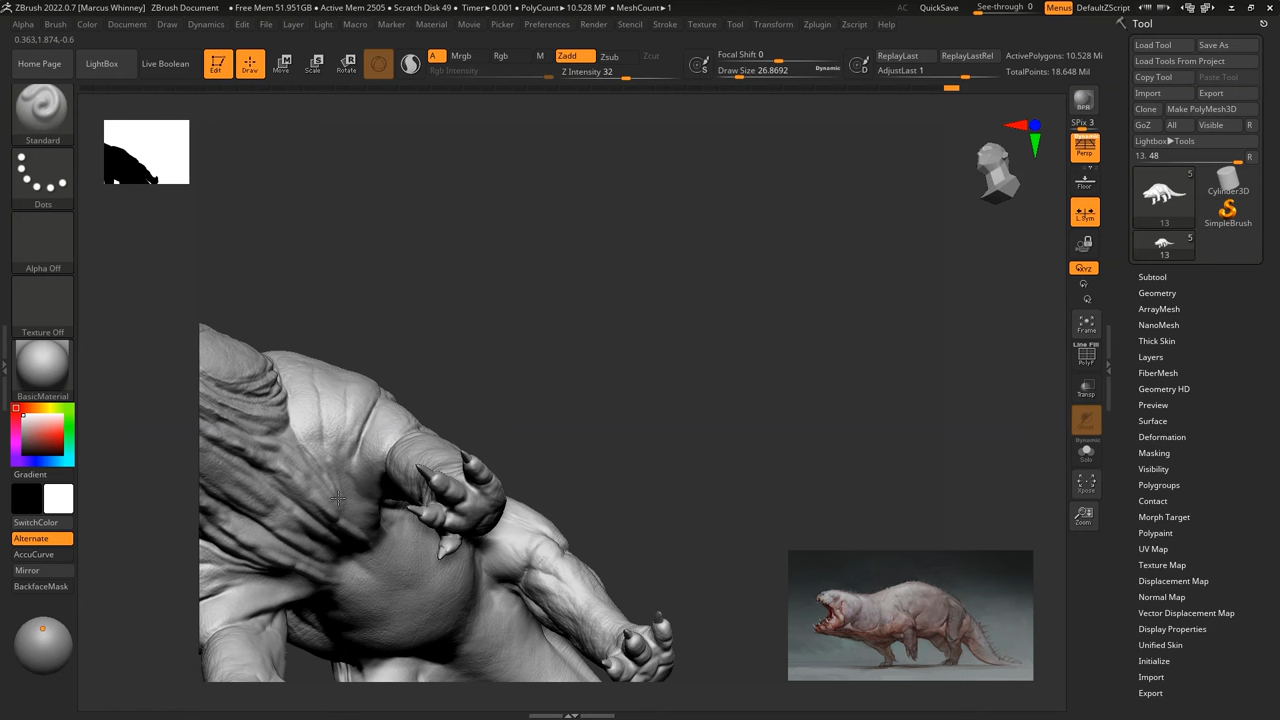 ZBrush 2022.0.7 [Marcus Whinney] ZBrush Document ● Free Mem 51.951GB ● Active Mem 2505 ● Scratch Disk 49 ● Timer▸0.001 ● PolyCount▸10.528 MP ● MeshCount▸1 AC QuickSave See-through 0 Menus DefaultZScript
Alpha Brush Color Document Draw Dynamics Edit File Layer Light Macro Marker Material Movie Picker Preferences Render Stencil Stroke Texture Tool Transform Zplugin Zscript Help
0.363,1.874,-0.6
Home Page LightBox Live Boolean Edit Draw Move Scale Rotate A Mrgb Rgb M Zadd Zsub Zcut Focal Shift 0 ReplayLast ReplayLastRel ActivePolygons: 10.528 Mi
Rgb Intensity Z Intensity 32 S Draw Size 26.8692 Dynamic D AdjustLast 1 TotalPoints: 18.648 Mil
Standard
Dots
Alpha Off
Texture Off
BasicMaterial
Gradient
SwitchColor
Alternate
AccuCurve
Mirror
BackfaceMask
BPR
SPix 3
Dynamic
Persp
Floor
L.Sym
XYZ
Frame
Line Fill
PolyF
Transp
Ghost
Dynamic
Solo
Xpose
Zoom
Tool
Load Tool Save As
Load Tools From Project
Copy Tool Paste Tool
Import Export
Clone Make PolyMesh3D
GoZ All Visible R
Lightbox▸Tools
13. 48 R
5
Cylinder3D
13 SimpleBrush
5
13
Subtool
Geometry
ArrayMesh
NanoMesh
Thick Skin
Layers
FiberMesh
Geometry HD
Preview
Surface
Deformation
Masking
Visibility
Polygroups
Contact
Morph Target
Polypaint
UV Map
Texture Map
Displacement Map
Normal Map
Vector Displacement Map
Display Properties
Unified Skin
Initialize
Import
Export